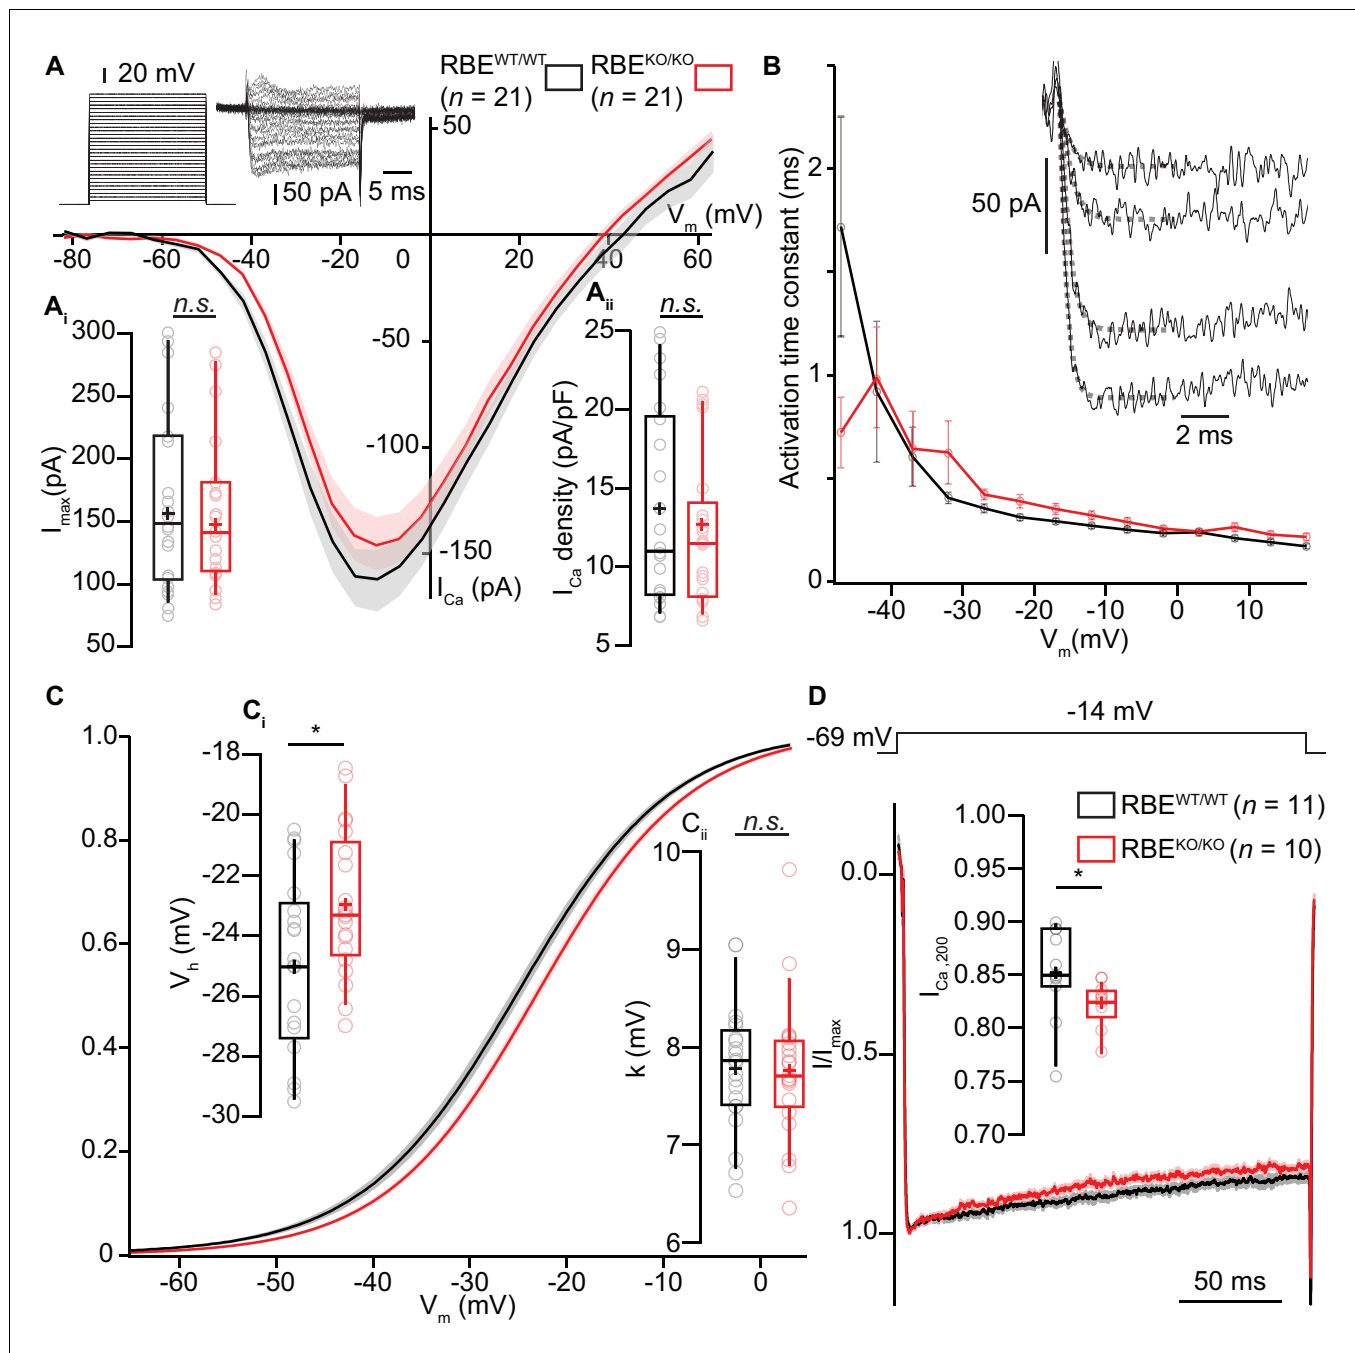 A
20 mV
50 pA
5 ms
RBE^WT/WT
(n = 21)
RBE^KO/KO
(n = 21)
50
V_m (mV)
-80
-60
-40
-20
0
20
40
60
-50
-100
-150
I_Ca (pA)
A_i
n.s.
300
250
200
150
100
50
I_max(pA)
A_ii
n.s.
25
20
15
10
5
I_Ca density (pA/pF)
B
2
1
0
Activation time constant (ms)
50 pA
2 ms
-40
-30
-20
-10
0
10
V_m(mV)
C
1.0
0.8
0.6
0.4
0.2
0
-60
-50
-40
-30
-20
-10
0
V_m (mV)
C_i
*
-18
-20
-22
-24
-26
-28
-30
V_h (mV)
C_ii
n.s.
10
9
8
7
6
k (mV)
D
-14 mV
-69 mV
RBE^WT/WT (n = 11)
RBE^KO/KO (n = 10)
0.0
0.5
1.0
I/I_max
*
1.00
0.95
0.90
0.85
0.80
0.75
0.70
I_Ca,200
50 ms